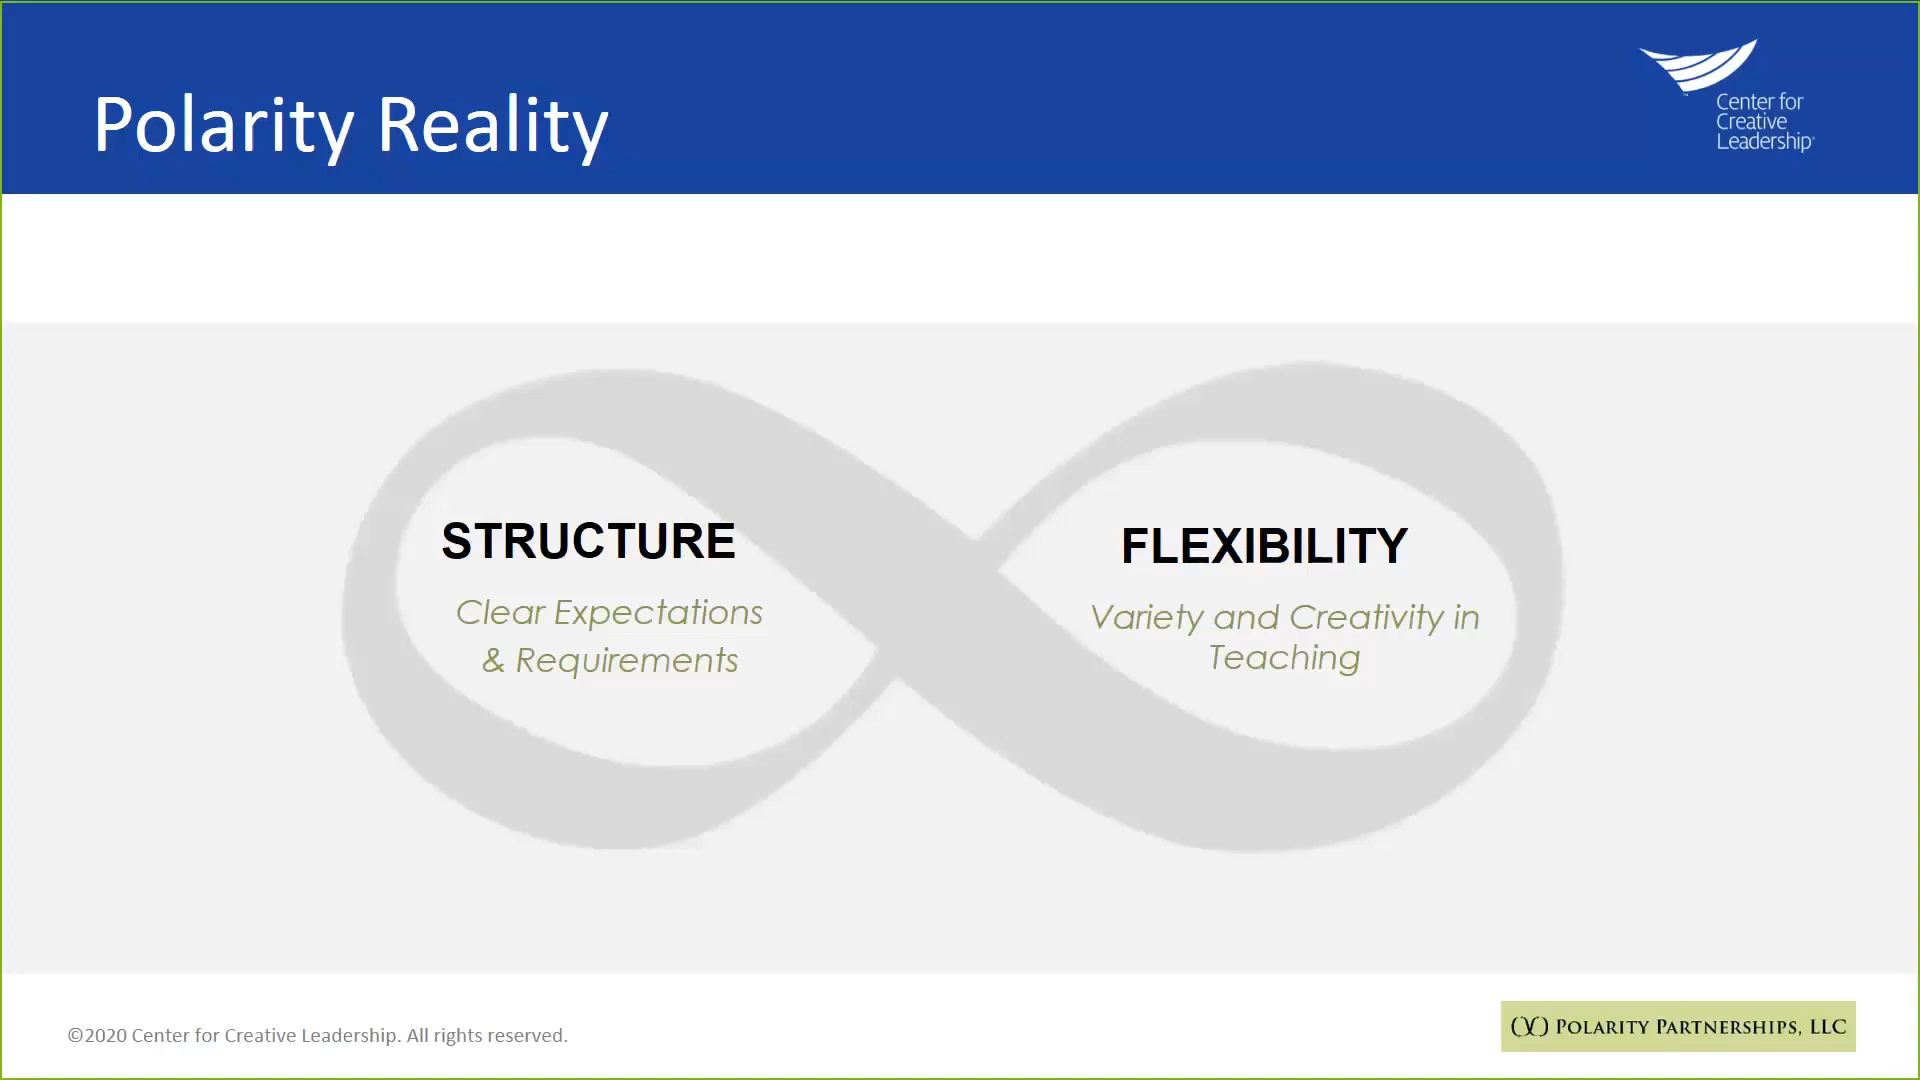 Polarity Reality
Center for
Creative
Leadership
STRUCTURE
Clear Expectations
& Requirements
FLEXIBILITY
Variety and Creativity in
Teaching
©2020 Center for Creative Leadership. All rights reserved.
POLARITY PARTNERSHIPS, LLC